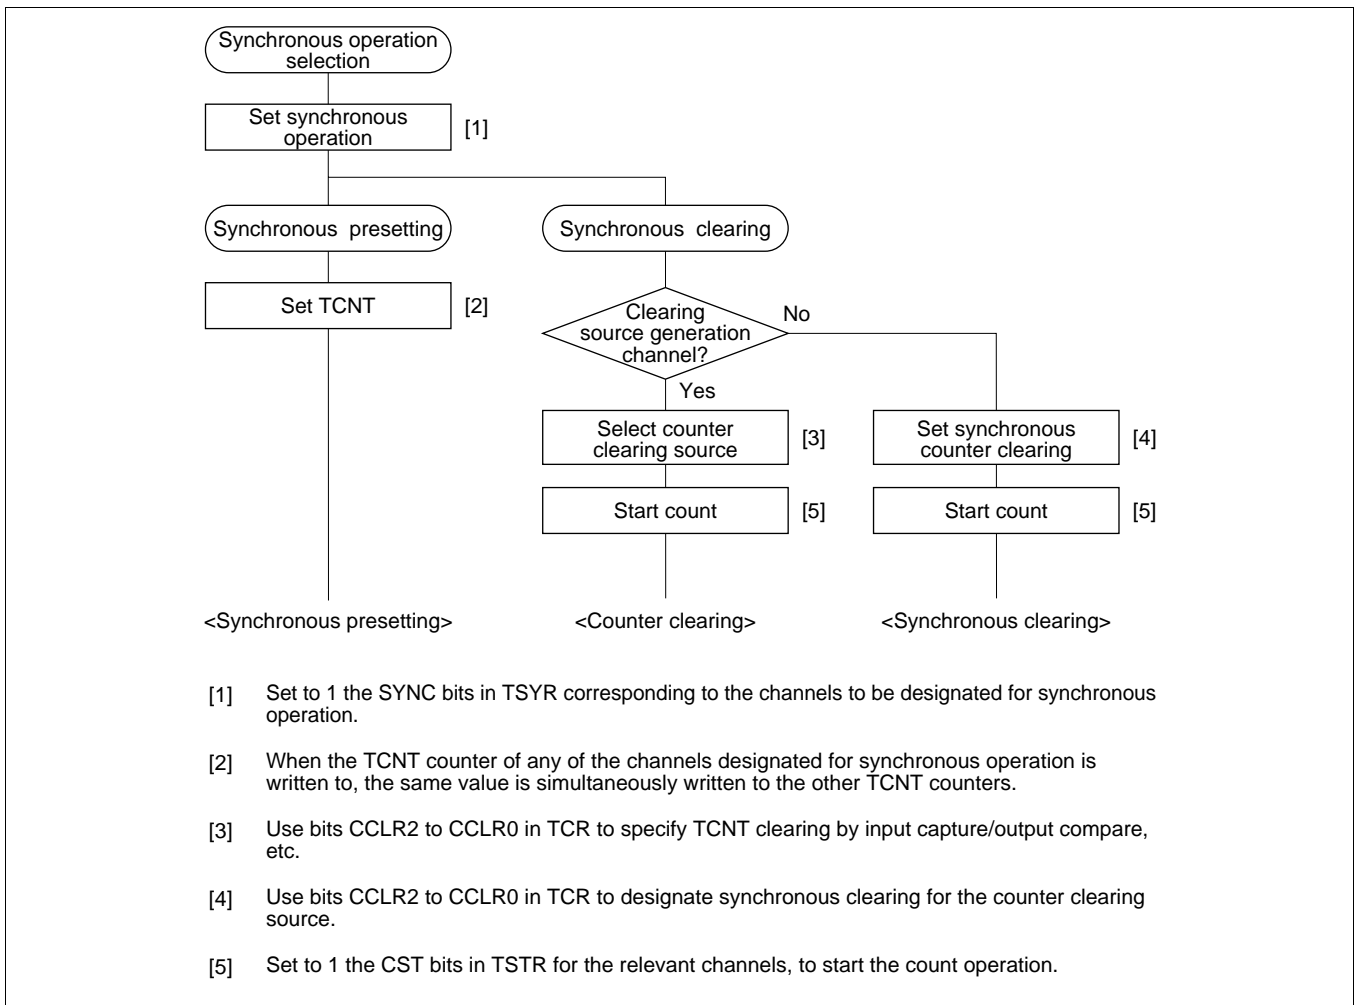 Synchronous operation
selection
Set synchronous
operation
[1]
Synchronous presetting
Synchronous clearing
Set TCNT
[2]
Clearing
source generation
channel?
No
Yes
Select counter
clearing source
[3]
Set synchronous
counter clearing
[4]
Start count
[5]
Start count
[5]
<Synchronous presetting>
<Counter clearing>
<Synchronous clearing>
[1] Set to 1 the SYNC bits in TSYR corresponding to the channels to be designated for synchronous
operation.
[2] When the TCNT counter of any of the channels designated for synchronous operation is
written to, the same value is simultaneously written to the other TCNT counters.
[3] Use bits CCLR2 to CCLR0 in TCR to specify TCNT clearing by input capture/output compare,
etc.
[4] Use bits CCLR2 to CCLR0 in TCR to designate synchronous clearing for the counter clearing
source.
[5] Set to 1 the CST bits in TSTR for the relevant channels, to start the count operation.